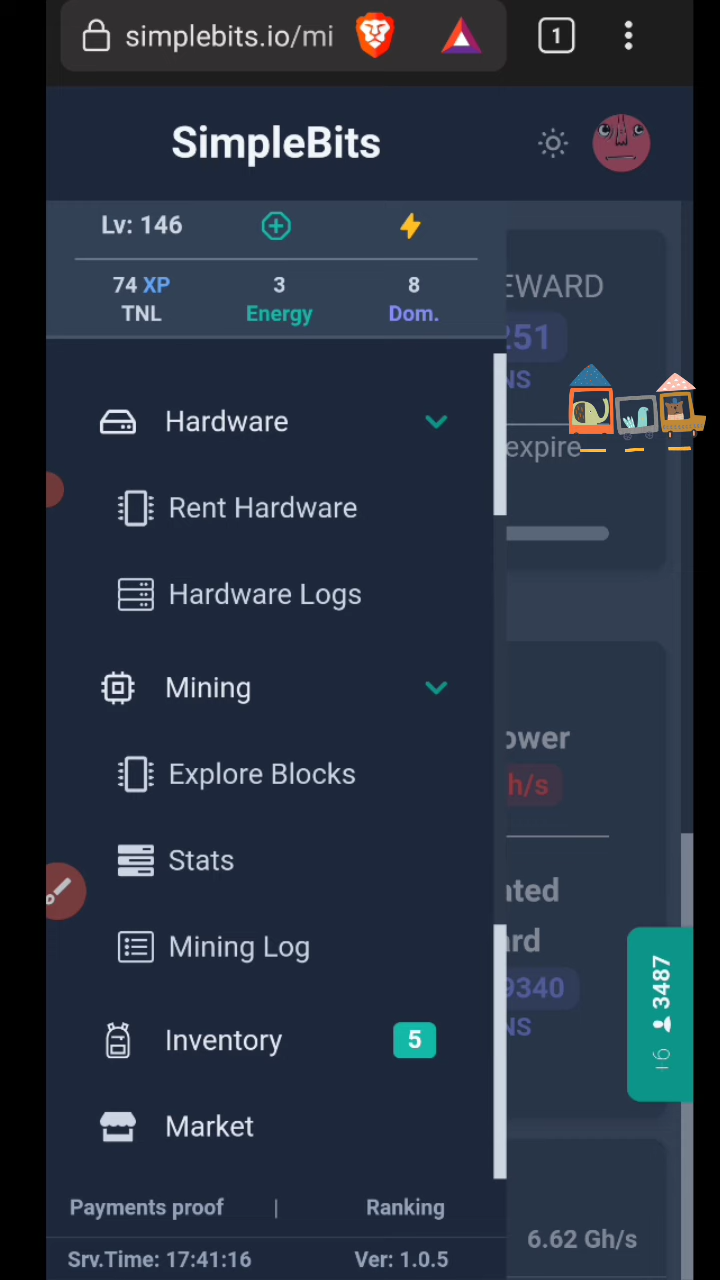 simplebits.io/mi
1
SimpleBits
Lv: 146
74 XP
TNL
3
Energy
8
Dom.
EWARD
251
NS
expire
Hardware
Rent Hardware
Hardware Logs
Mining
Explore Blocks
Stats
Mining Log
Inventory
5
Market
ower
h/s
ated
ard
9340
NS
3487
Payments proof | Ranking
6.62 Gh/s
Srv.Time: 17:41:16
Ver: 1.0.5